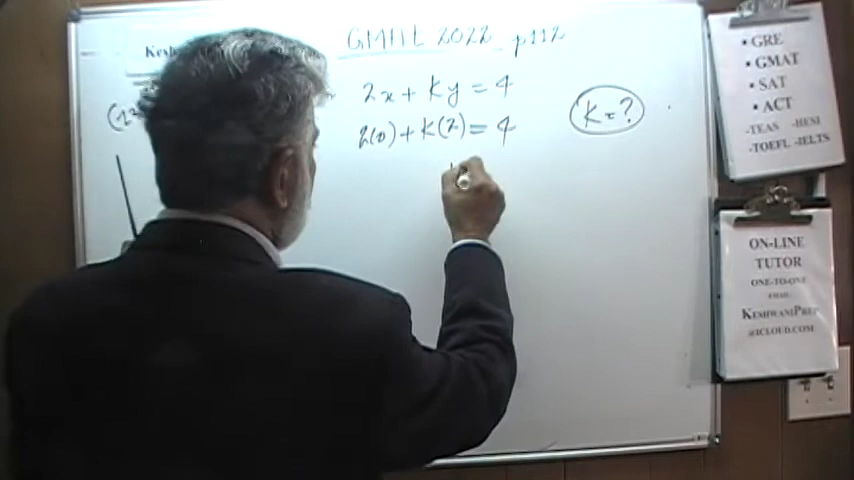 GMAT 2022 p112
2x + ky = 4
2(0) + k(2) = 4
k = ?
• GRE
• GMAT
• SAT
• ACT
-TEAS -HESI
-TOEFL -IELTS
ON-LINE
TUTOR
ONE-TO-ONE
EMAIL
KESHWANIPREP
@ICLOUD.COM